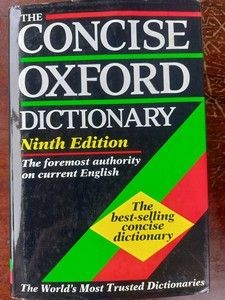 THE
CONCISE
OXFORD
DICTIONARY
Ninth Edition
The foremost authority
on current English
The
best-selling
concise
dictionary
The World's Most Trusted Dictionaries